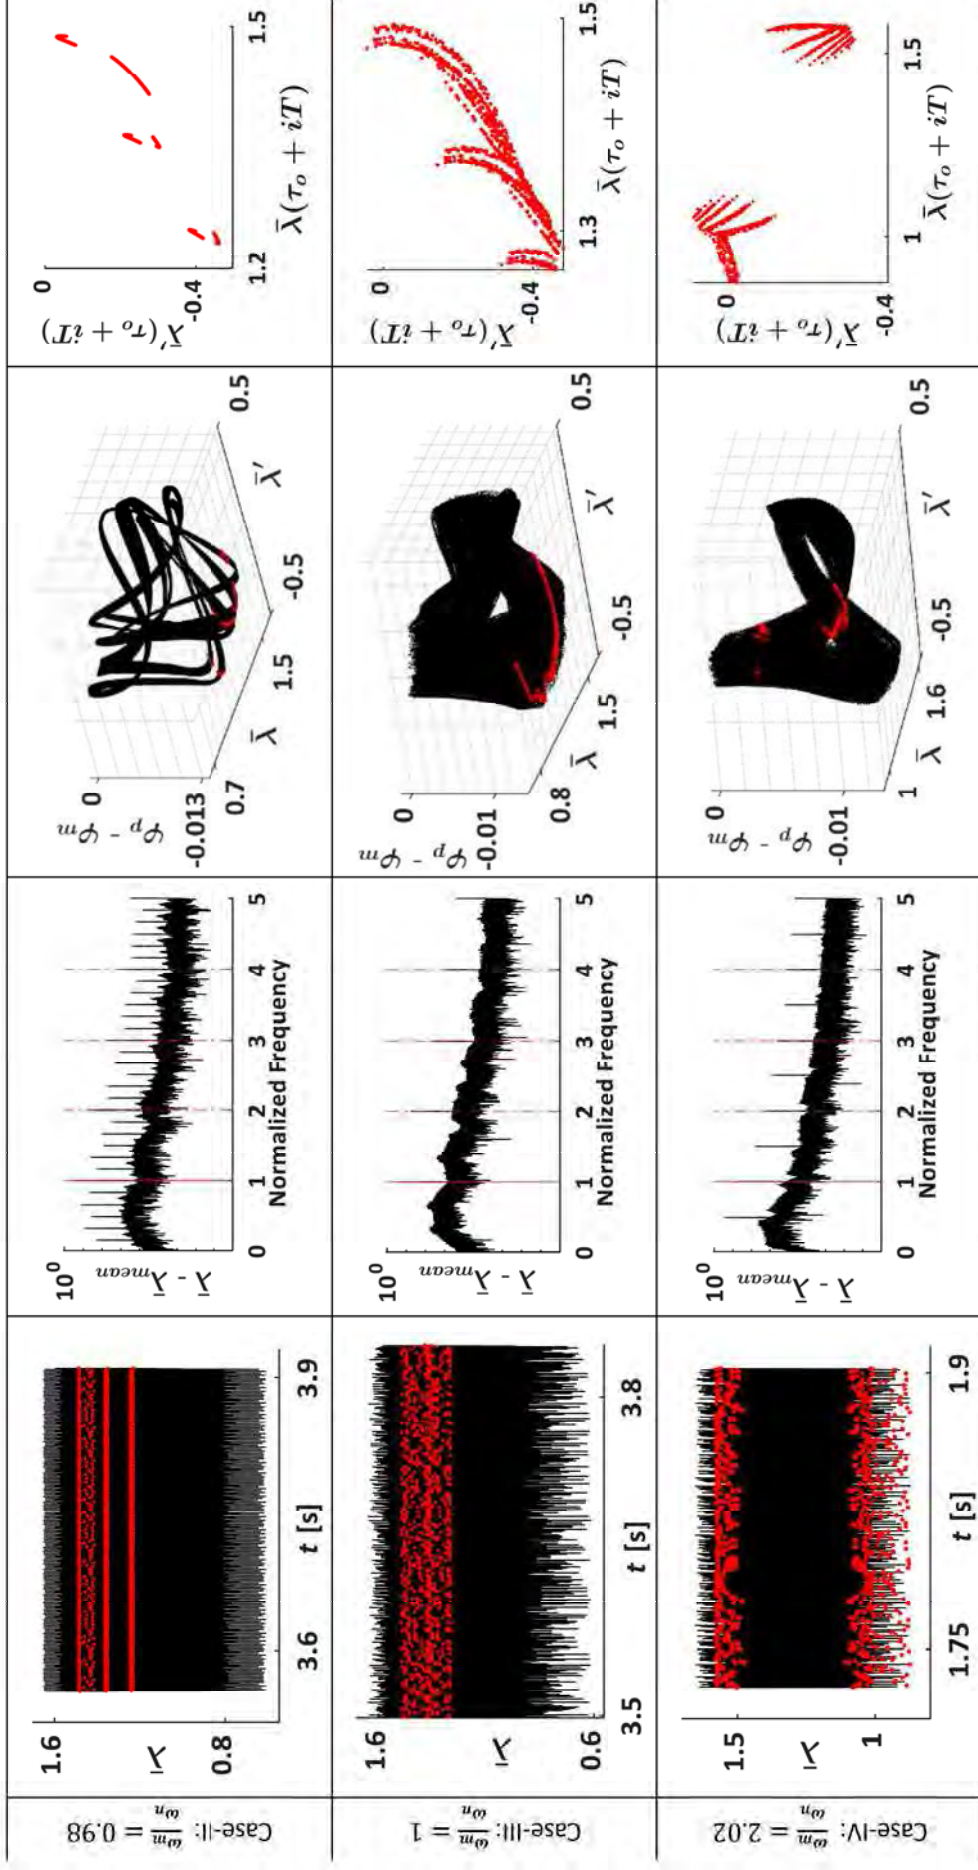 Case-II: ω_m/ω_n = 0.98
1.6
0.8
λ̄
3.6
3.9
t [s]
10⁰
λ̄ - λ̄_mean
0 1 2 3 4 5
Normalized Frequency
0
-0.013
φ_p - φ_m
0.7
1.5
λ̄
-0.5
0.5
λ̄′
0
-0.4
λ̄′(τ_o + iT)
1.2
1.5
λ̄(τ_o + iT)
Case-III: ω_m/ω_n = 1
1.6
0.6
λ̄
3.5
3.8
t [s]
10⁰
λ̄ - λ̄_mean
0 1 2 3 4 5
Normalized Frequency
0
-0.01
φ_p - φ_m
0.8
1.5
λ̄
-0.5
0.5
λ̄′
0
-0.4
λ̄′(τ_o + iT)
1.3
1.5
λ̄(τ_o + iT)
Case-IV: ω_m/ω_n = 2.02
1.5
1
λ̄
1.75
1.9
t [s]
10⁰
λ̄ - λ̄_mean
0 1 2 3 4 5
Normalized Frequency
0
-0.01
φ_p - φ_m
1
1.6
λ̄
-0.5
0.5
λ̄′
0
-0.4
λ̄′(τ_o + iT)
1
1.5
λ̄(τ_o + iT)